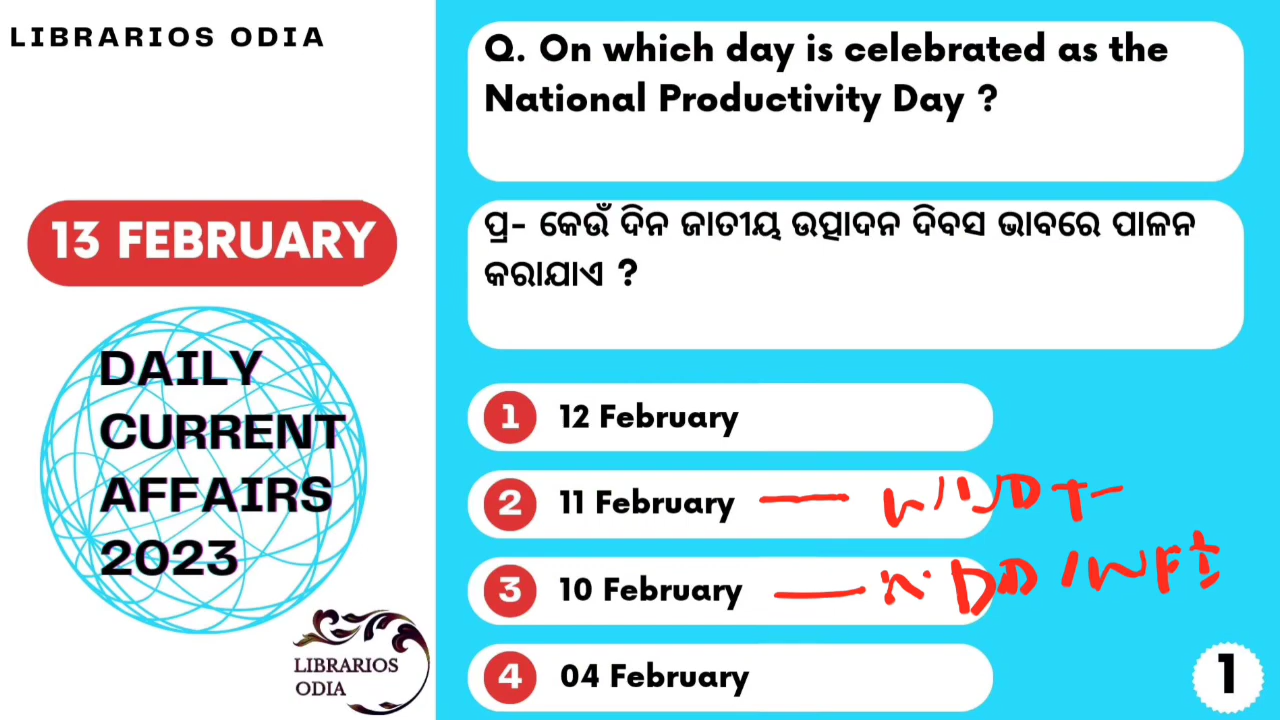 LIBRARIOS ODIA
13 FEBRUARY
DAILY
CURRENT
AFFAIRS
2023
LIBRARIOS
ODIA
Q. On which day is celebrated as the
National Productivity Day ?
ପ୍ର- କେଉଁ ଦିନ ଜାତୀୟ ଉତ୍ପାଦନ ଦିବସ ଭାବରେ ପାଳନ
କରାଯାଏ ?
1 12 February
2 11 February
3 10 February
4 04 February
1